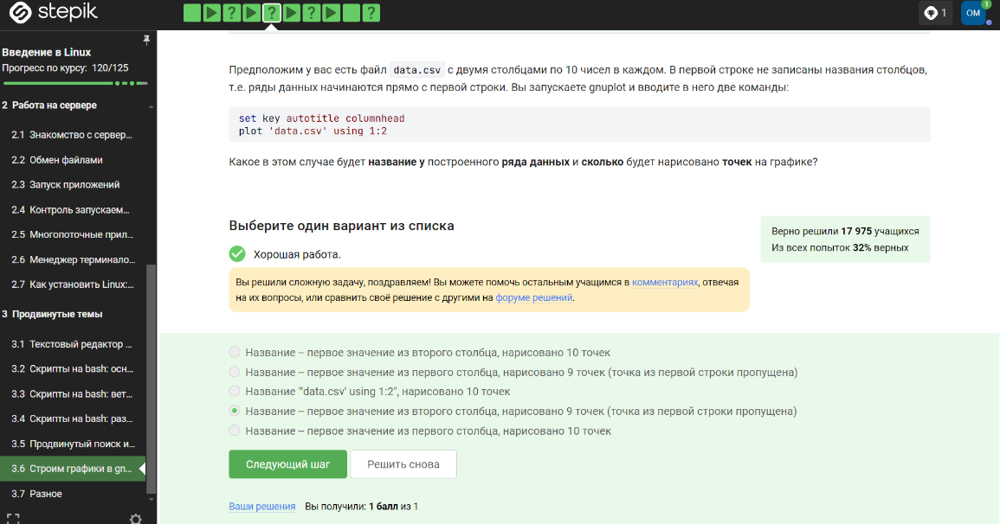 stepik
? ? ? ?
1
ОМ
1
Введение в Linux
Прогресс по курсу: 120/125
2 Работа на сервере
2.1 Знакомство с сервер...
2.2 Обмен файлами
2.3 Запуск приложений
2.4 Контроль запускаем...
2.5 Многопоточные прил...
2.6 Менеджер терминало...
2.7 Как установить Linux:...
3 Продвинутые темы
3.1 Текстовый редактор ...
3.2 Скрипты на bash: осн...
3.3 Скрипты на bash: вет...
3.4 Скрипты на bash: раз...
3.5 Продвинутый поиск и...
3.6 Строим графики в gn...
3.7 Разное
Предположим у вас есть файл data.csv с двумя столбцами по 10 чисел в каждом. В первой строке не записаны названия столбцов,
т.е. ряды данных начинаются прямо с первой строки. Вы запускаете gnuplot и вводите в него две команды:
set key autotitle columnhead
plot 'data.csv' using 1:2
Какое в этом случае будет название у построенного ряда данных и сколько будет нарисовано точек на графике?
Выберите один вариант из списка
Хорошая работа.
Верно решили 17 975 учащихся
Из всех попыток 32% верных
Вы решили сложную задачу, поздравляем! Вы можете помочь остальным учащимся в комментариях, отвечая
на их вопросы, или сравнить своё решение с другими на форуме решений.
Название -- первое значение из второго столбца, нарисовано 10 точек
Название -- первое значение из первого столбца, нарисовано 9 точек (точка из первой строки пропущена)
Название "'data.csv' using 1:2", нарисовано 10 точек
Название -- первое значение из второго столбца, нарисовано 9 точек (точка из первой строки пропущена)
Название -- первое значение из первого столбца, нарисовано 10 точек
Следующий шаг
Решить снова
Ваши решения Вы получили: 1 балл из 1